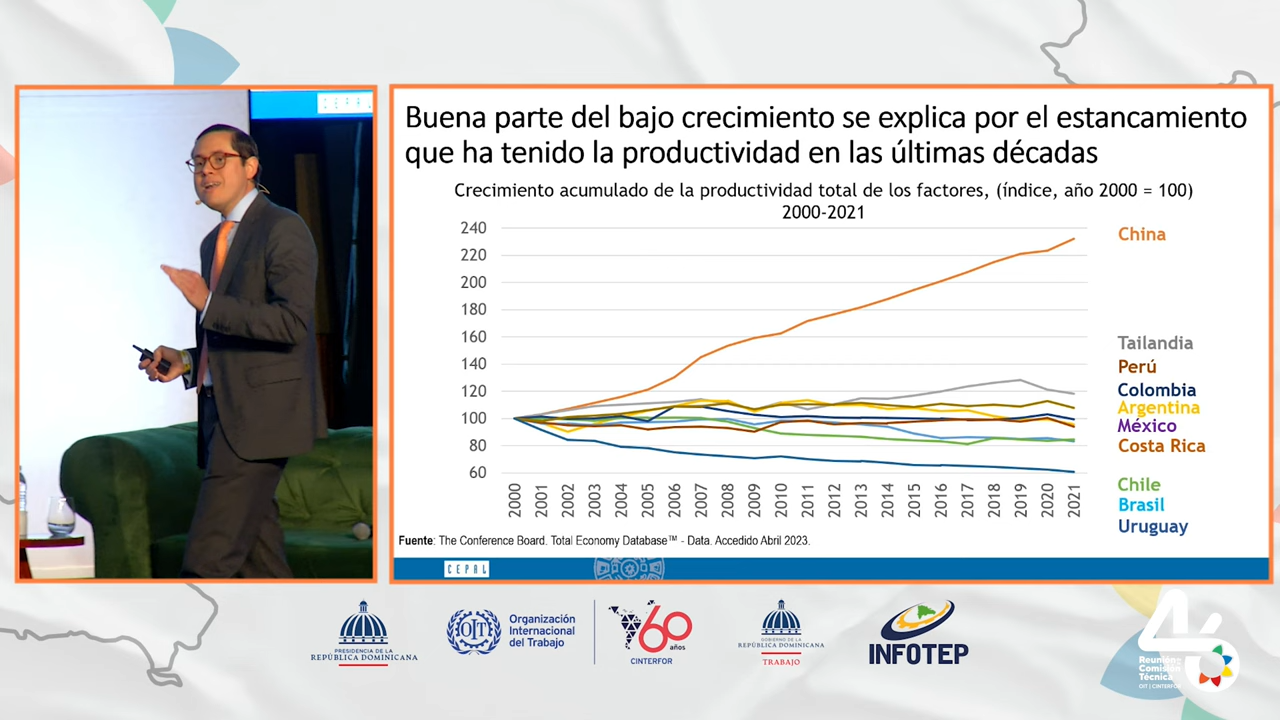 CEPAL
Buena parte del bajo crecimiento se explica por el estancamiento
que ha tenido la productividad en las últimas décadas
Crecimiento acumulado de la productividad total de los factores, (índice, año 2000 = 100)
2000-2021
240
220
200
180
160
140
120
100
80
60
2000
2001
2002
2003
2004
2005
2006
2007
2008
2009
2010
2011
2012
2013
2014
2015
2016
2017
2018
2019
2020
2021
China
Tailandia
Perú
Colombia
Argentina
México
Costa Rica
Chile
Brasil
Uruguay
Fuente: The Conference Board. Total Economy Database™ - Data. Accedido Abril 2023.
CEPAL
PRESIDENCIA DE LA
REPÚBLICA DOMINICANA
OIT
Organización
Internacional
del Trabajo
60
años
CINTERFOR
GOBIERNO DE LA
REPÚBLICA DOMINICANA
TRABAJO
INFOTEP
46
Reunión
Comisión
Técnica
OIT | CINTERFOR